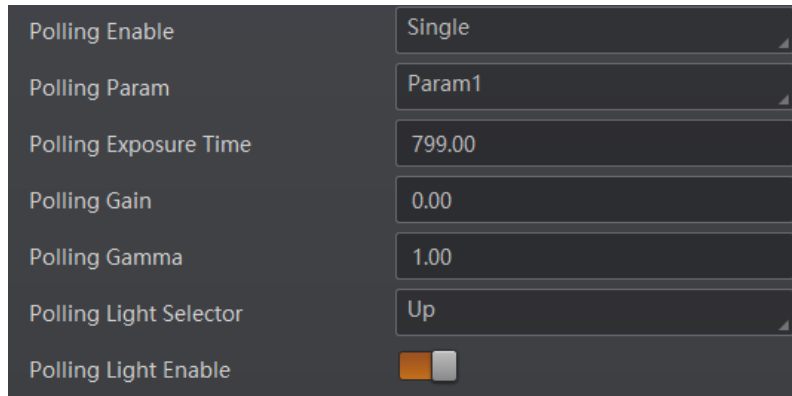 Polling Enable Single
Polling Param Param1
Polling Exposure Time 799.00
Polling Gain 0.00
Polling Gamma 1.00
Polling Light Selector Up
Polling Light Enable